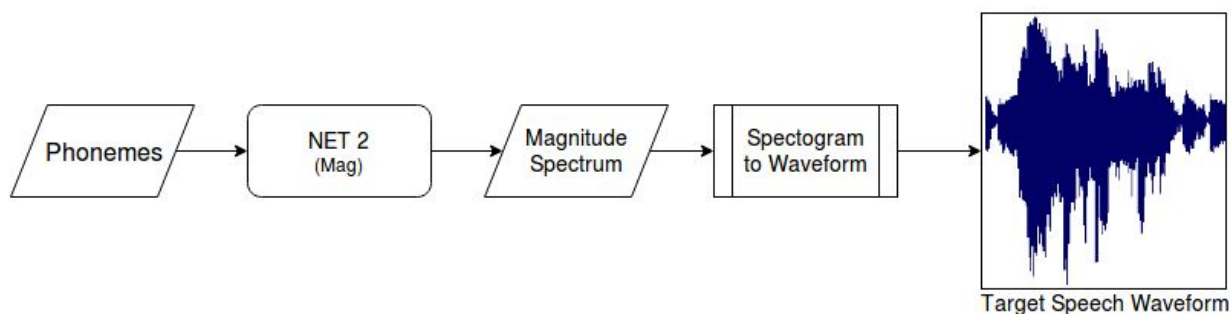 Phonemes
NET 2
(Mag)
Magnitude
Spectrum
Spectogram
to Waveform
Target Speech Waveform